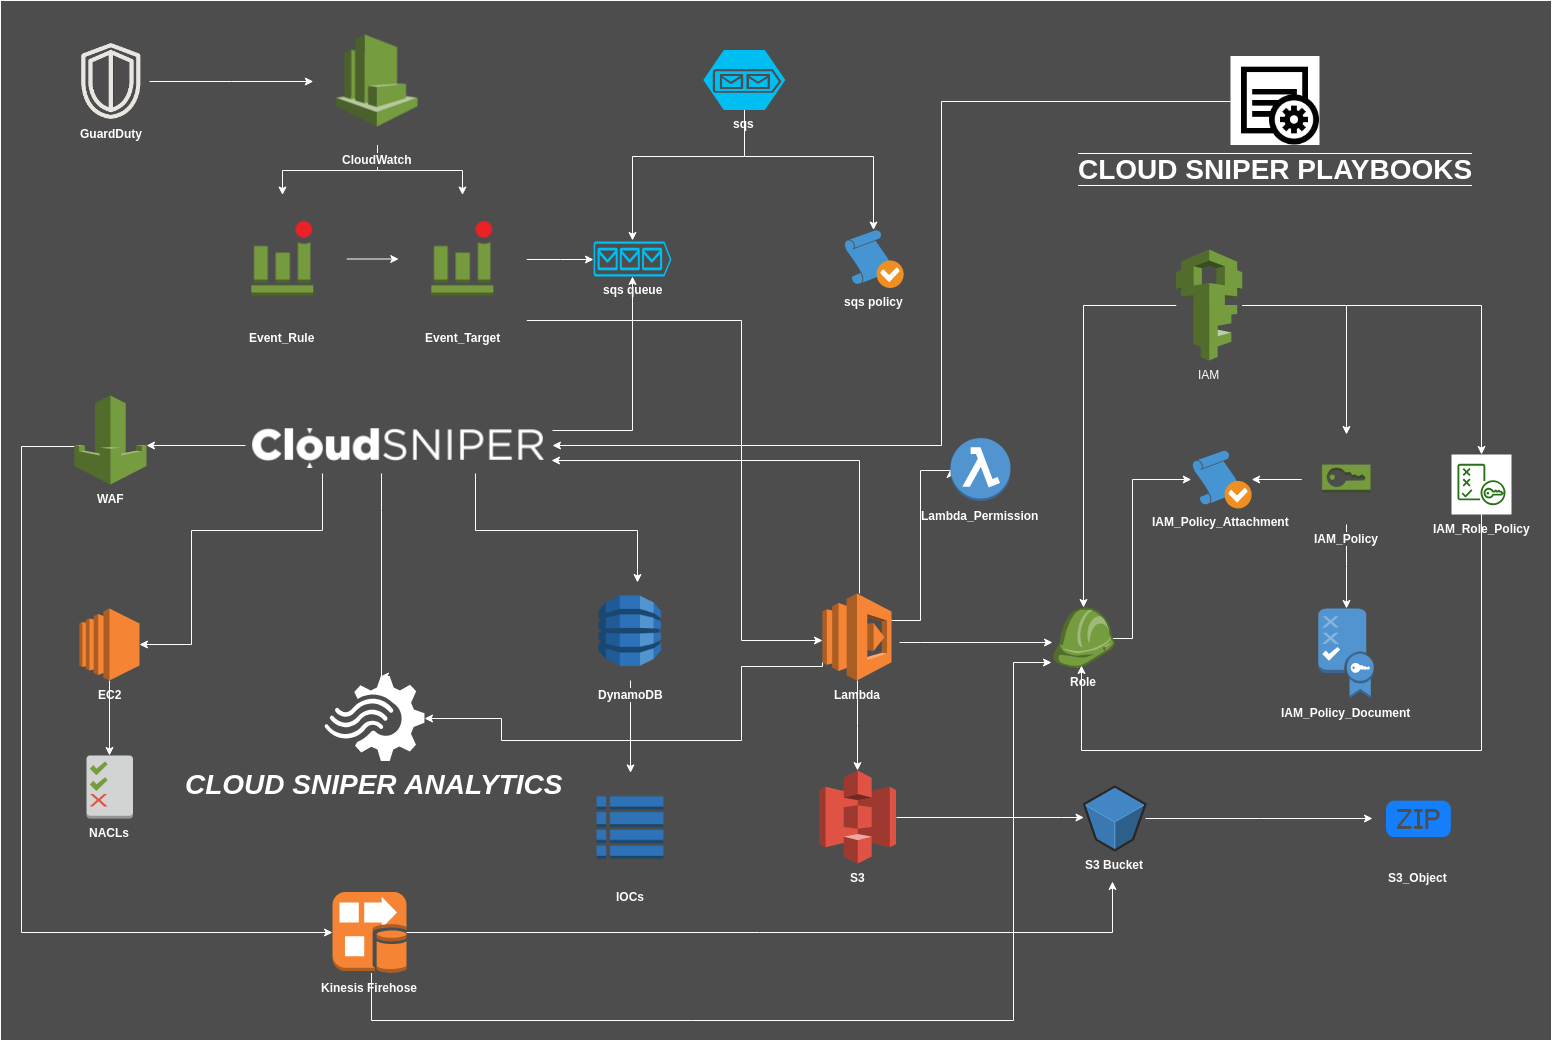 GuardDuty
CloudWatch
sqs
CLOUD SNIPER PLAYBOOKS
Event_Rule
Event_Target
sqs queue
sqs policy
IAM
WAF
CloudSNIPER
Lambda_Permission
IAM_Policy_Attachment
IAM_Policy
IAM_Role_Policy
EC2
DynamoDB
Lambda
Role
IAM_Policy_Document
CLOUD SNIPER ANALYTICS
NACLs
IOCs
S3
S3 Bucket
ZIP
S3_Object
Kinesis Firehose